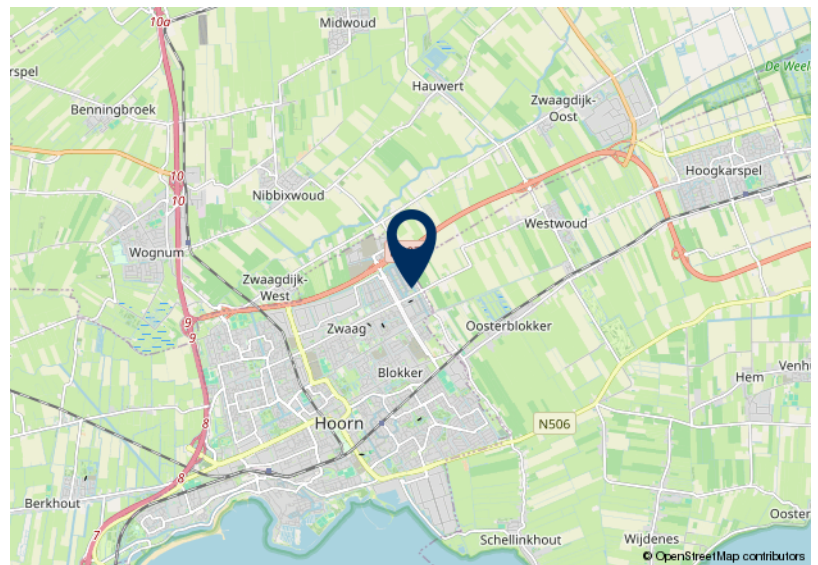 10a
Midwoud
rspel
De Weel
Hauwert
Benningbroek
Zwaagdijk-
Oost
10
10
Hoogkarspel
Nibbixwoud
Westwoud
Wognum
Zwaagdijk-
West
9
9
Zwaag
Oosterblokker
Blokker
Venhu
Hem
8
Hoorn
N506
8
Berkhout
7
Ooster
Schellinkhout
Wijdenes
© OpenStreetMap contributors